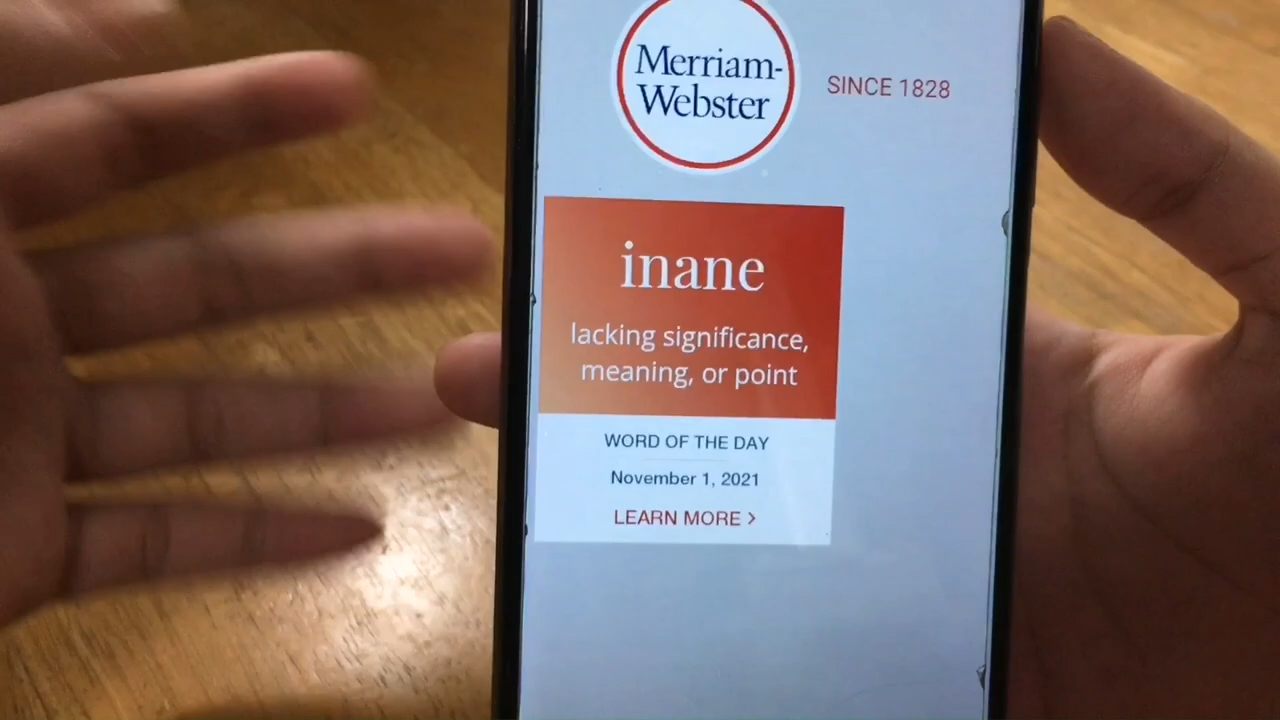 Merriam-
Webster
SINCE 1828
inane
lacking significance,
meaning, or point
WORD OF THE DAY
November 1, 2021
LEARN MORE >